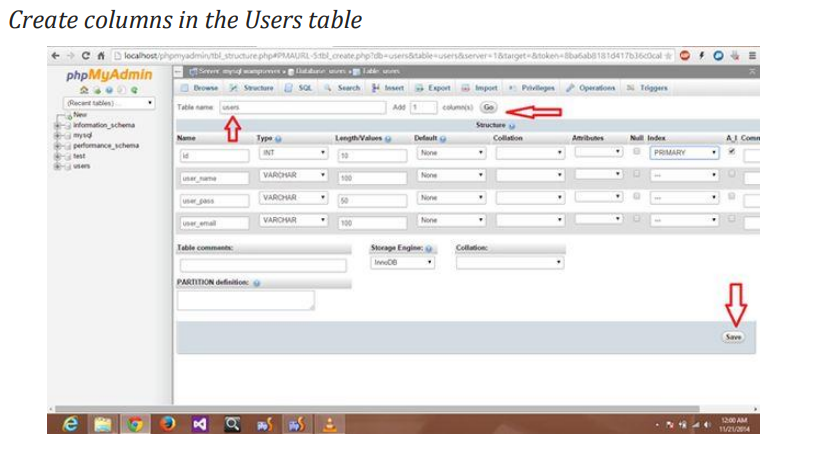 Create columns in the Users table
localhost/phpmyadmin/tbl_structure.php#PMAURL-5:tbl_create.php?db=users&table=users&server=1&target=&token=8ba6ab8181d417b36c0cal
phpMyAdmin
Server: mysql wampserver » Database: users » Table: users
Browse Structure SQL Search Insert Export Import Privileges Operations Triggers
(Recent tables) ...
New
information_schema
mysql
performance_schema
test
users
Table name: users Add 1 column(s) Go
Structure
Name Type Length/Values Default Collation Attributes Null Index A_I Comm
id INT 10 None PRIMARY
user_name VARCHAR 100 None ---
user_pass VARCHAR 50 None ---
user_email VARCHAR 100 None ---
Table comments: Storage Engine: Collation:
InnoDB
PARTITION definition:
Save
12:00 AM
11/21/2014